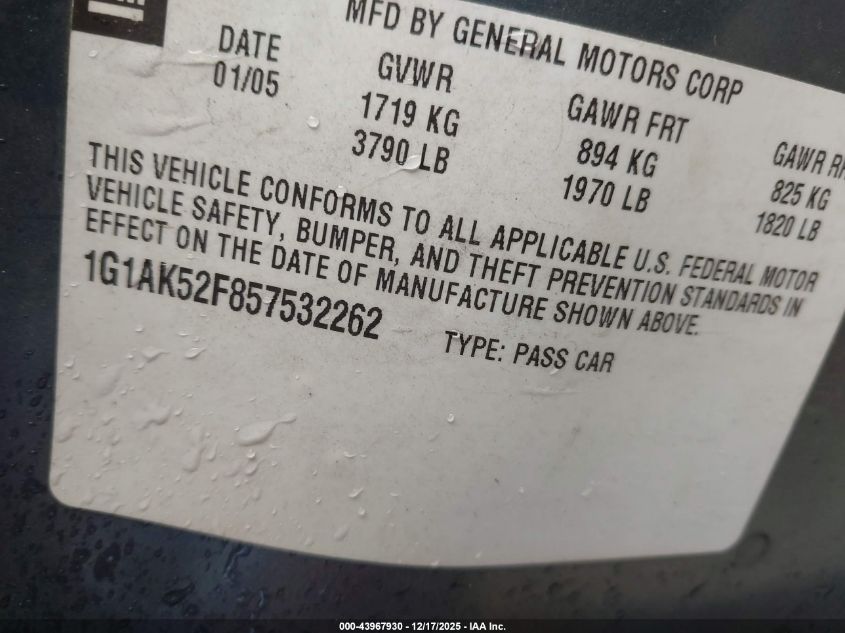 MFD BY GENERAL MOTORS CORP
DATE GVWR GAWR FRT GAWR RR
01/05 1719 KG 894 KG 825 KG
3790 LB 1970 LB 1820 LB
THIS VEHICLE CONFORMS TO ALL APPLICABLE U.S. FEDERAL MOTOR
VEHICLE SAFETY, BUMPER, AND THEFT PREVENTION STANDARDS IN
EFFECT ON THE DATE OF MANUFACTURE SHOWN ABOVE.
1G1AK52F857532262 TYPE: PASS CAR
000-43967930 - 12/17/2025 - IAA Inc.